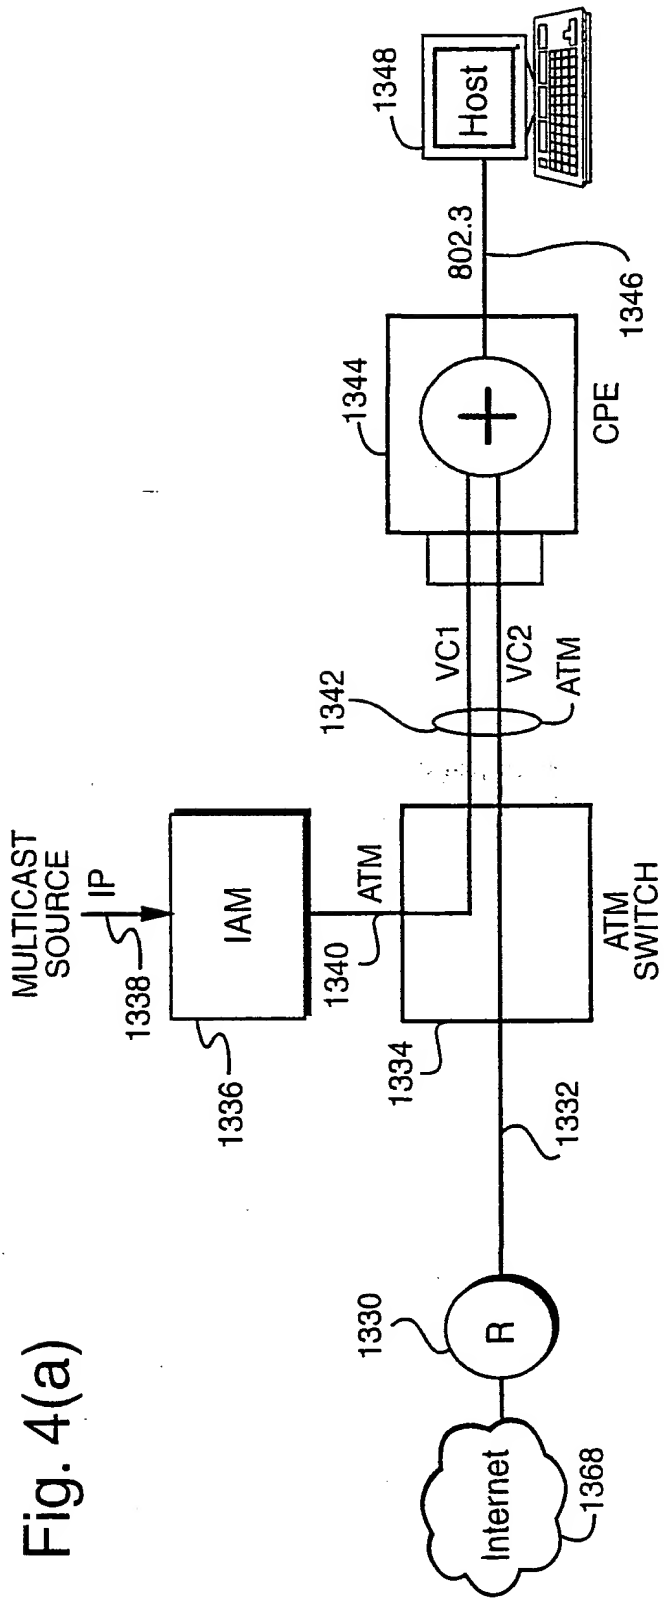 Fig. 4(a)
MULTICAST
SOURCE
IP
1338
IAM
1336
ATM
1340
1334
ATM
SWITCH
1332
1330
R
Internet
1368
1342
VC1
VC2
ATM
1344
CPE
802.3
1346
1348
Host